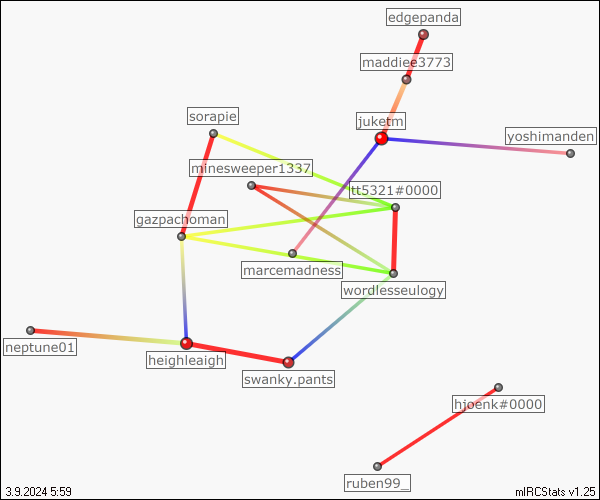 edgepanda
maddiee3773
sorapie
juketm
yoshimanden
minesweeper1337
tt5321#0000
gazpachoman
marcemadness
wordlesseulogy
neptune01
heighleaigh
swanky.pants
hjoenk#0000
ruben99_
3.9.2024 5:59
mIRCStats v1.25